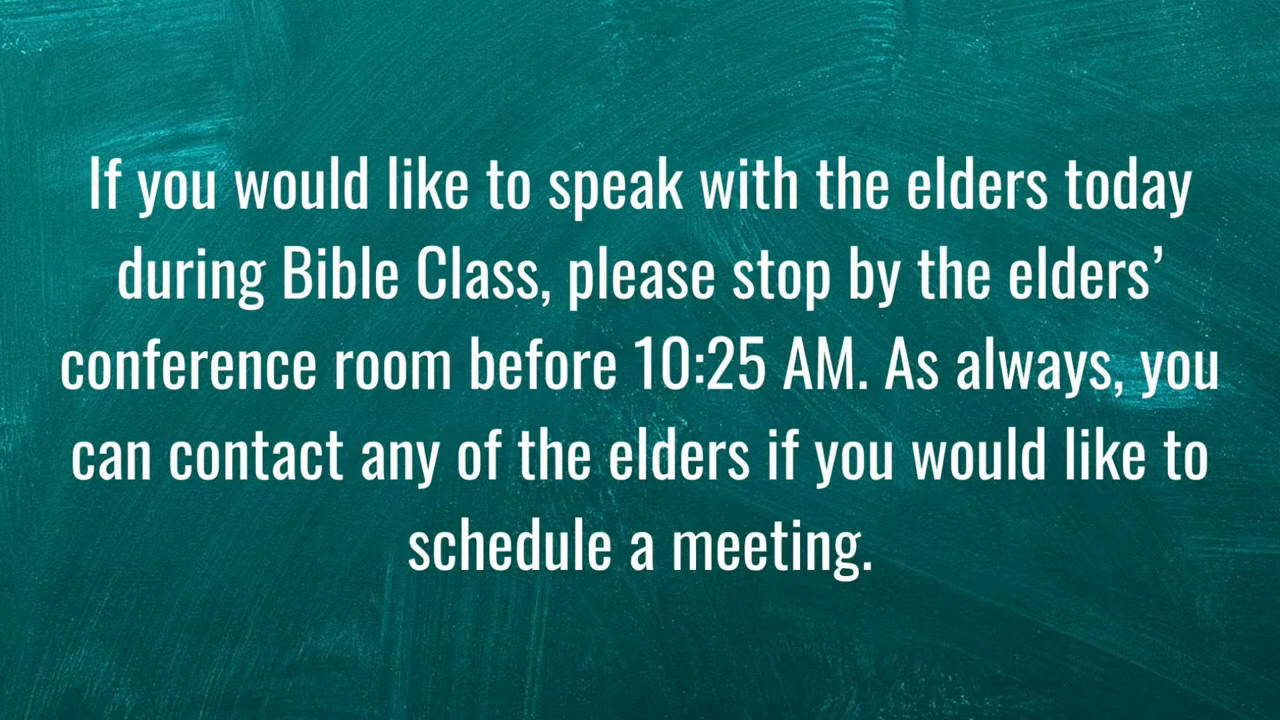 If you would like to speak with the elders today
during Bible Class, please stop by the elders’
conference room before 10:25 AM. As always, you
can contact any of the elders if you would like to
schedule a meeting.